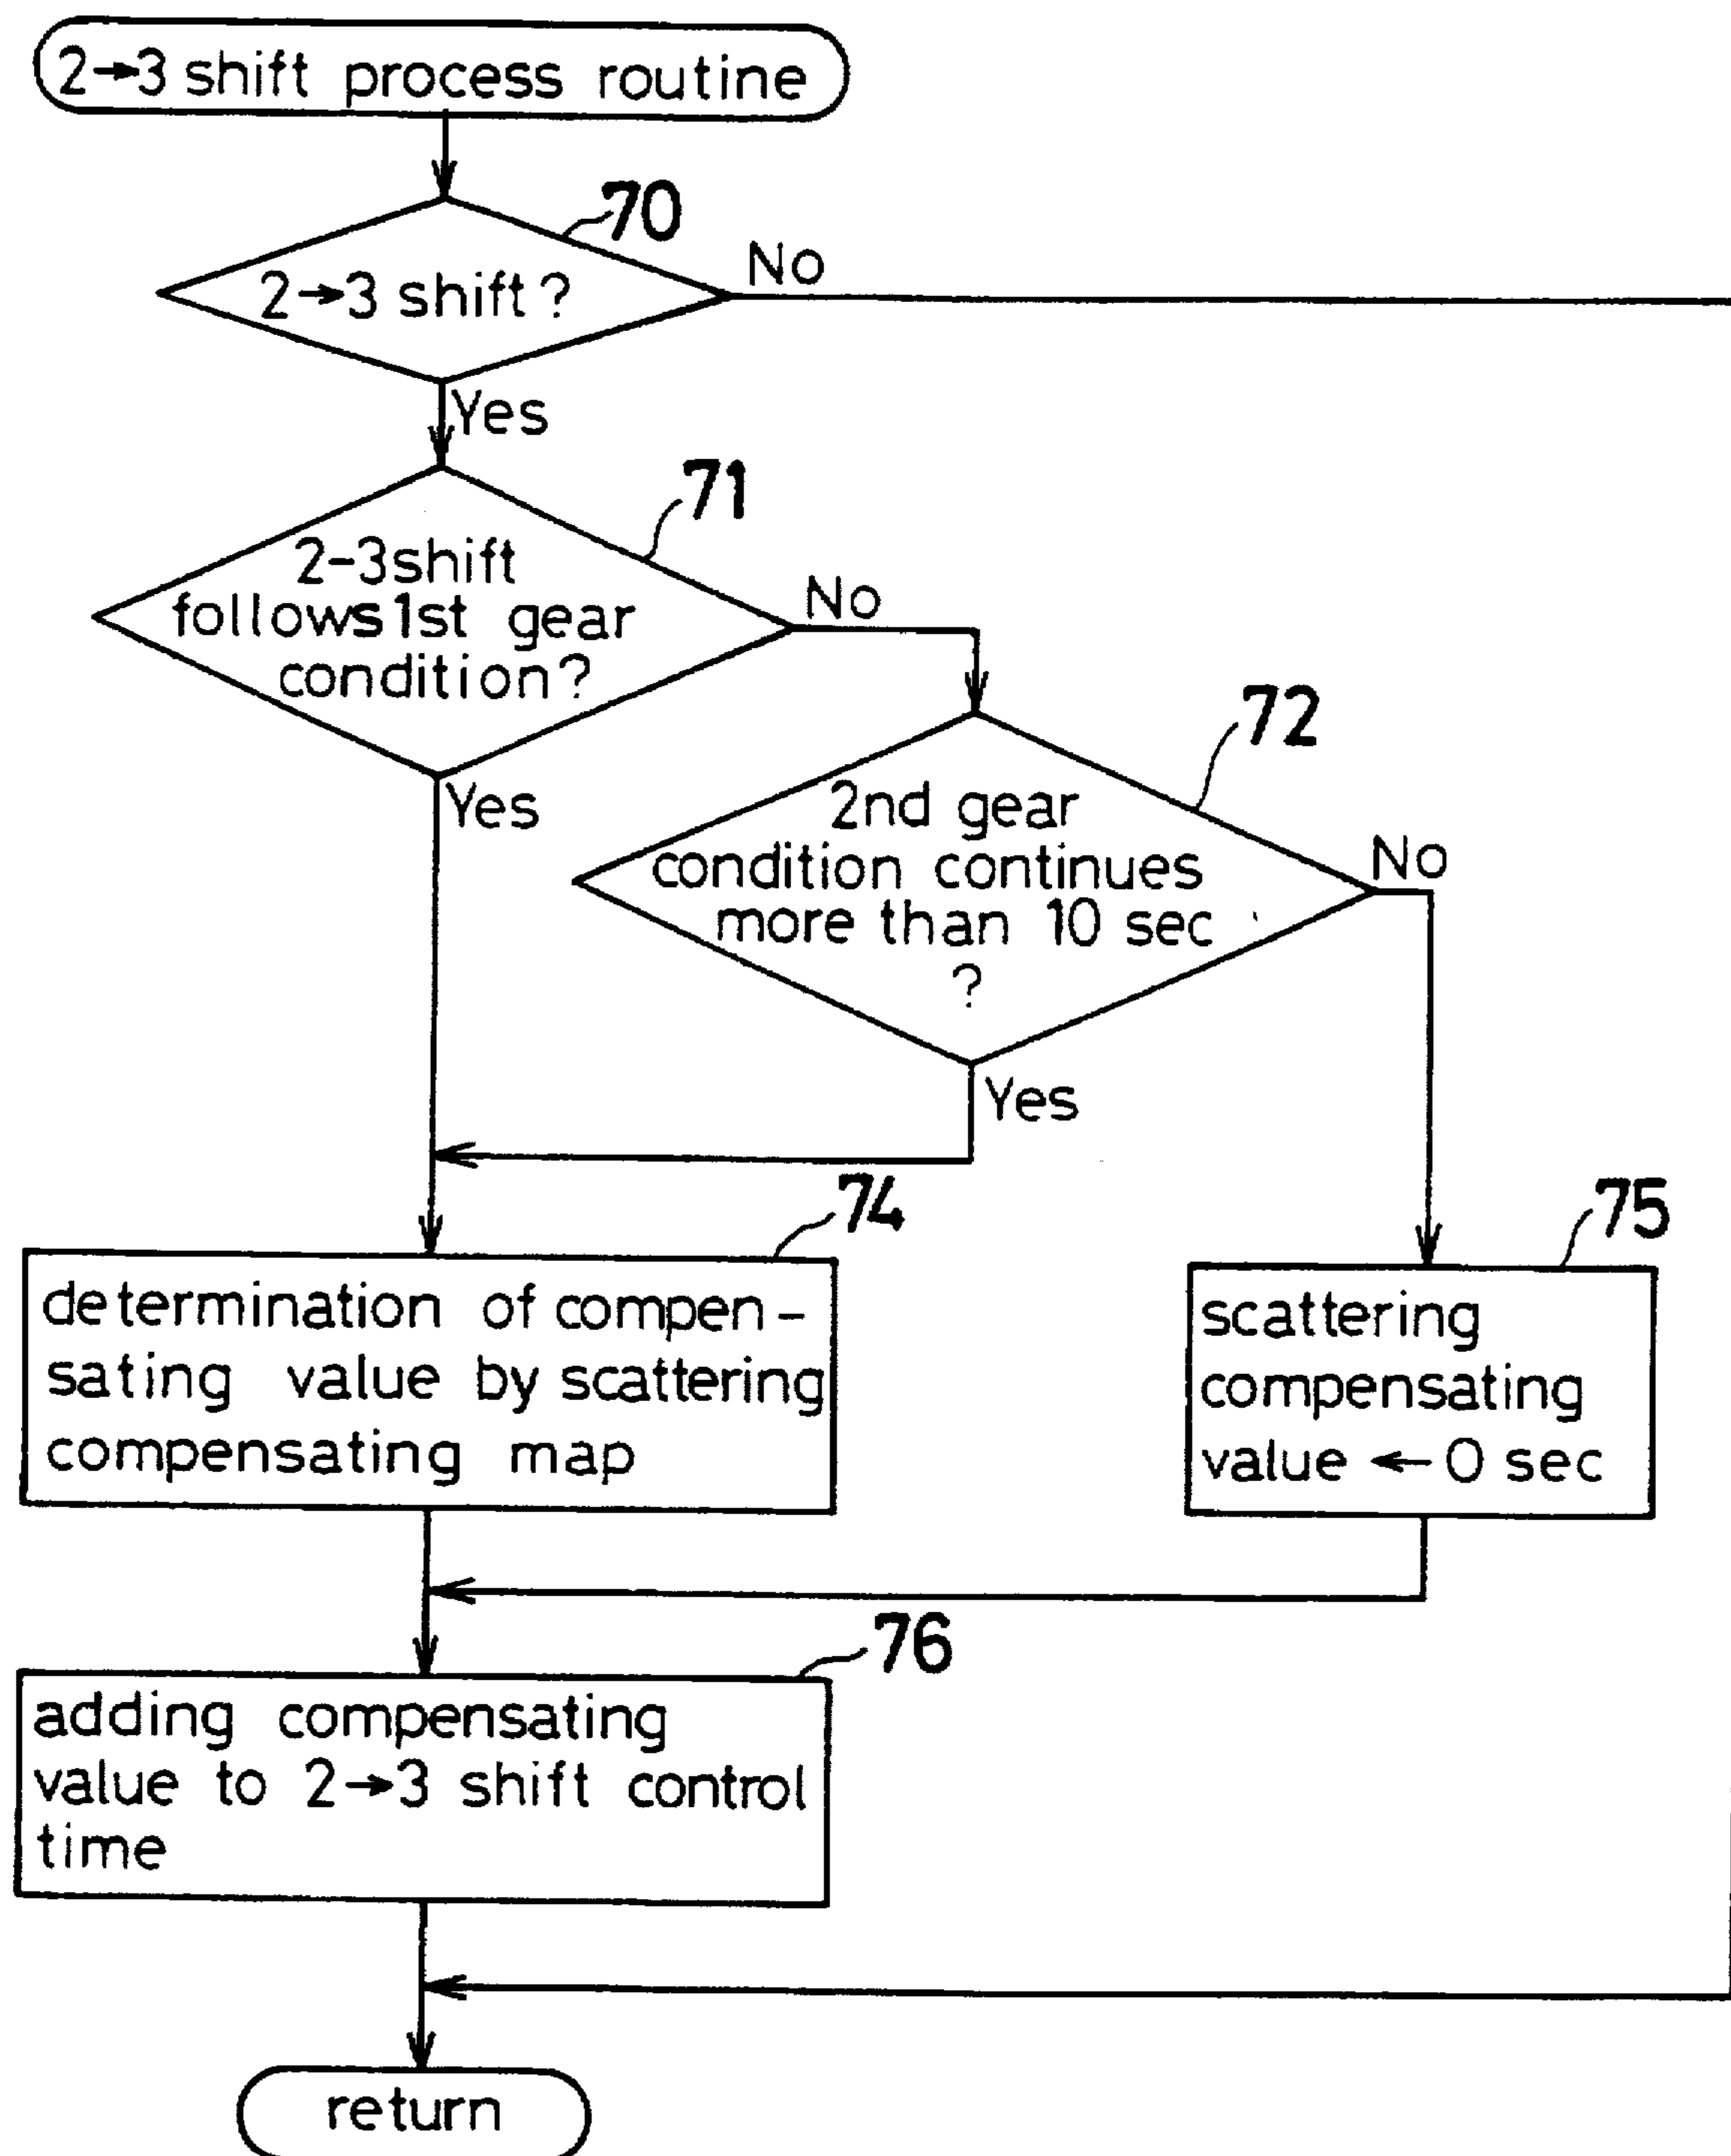 2→3 shift process routine
70
2→3 shift?
No
Yes
71
2-3shift
follows 1st gear
condition?
No
Yes
72
2nd gear
condition continues
more than 10 sec
?
No
Yes
74
determination of compen-
sating value by scattering
compensating map
75
scattering
compensating
value ← 0 sec
76
adding compensating
value to 2→3 shift control
time
return